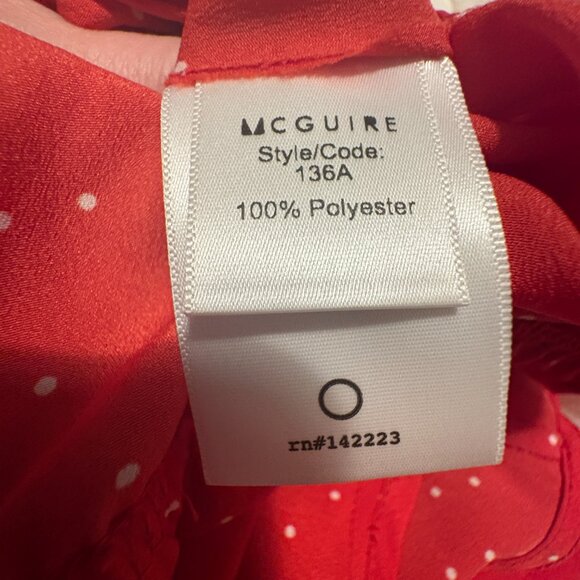 MCGUIRE
Style/Code:
136A
100% Polyester
rn#142223